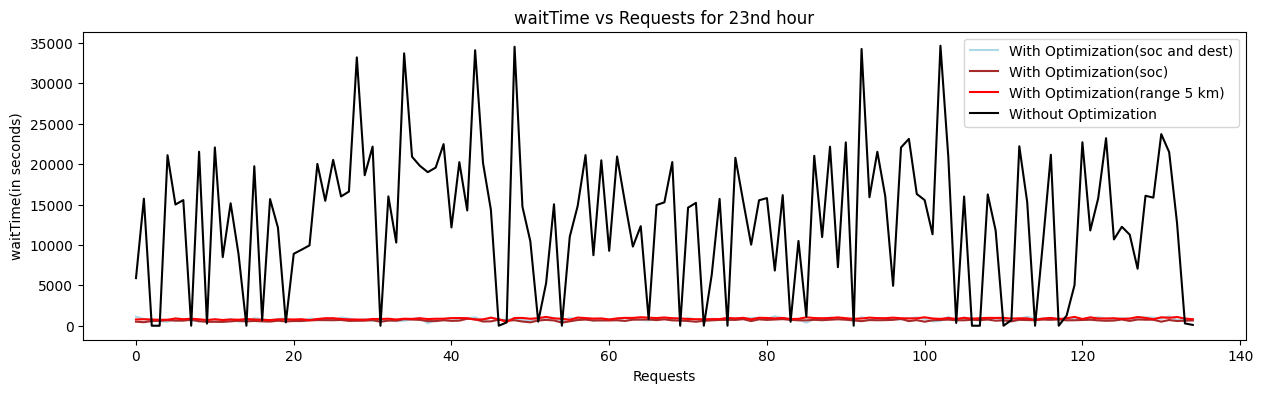 waitTime vs Requests for 23nd hour
With Optimization(soc and dest)
With Optimization(soc)
With Optimization(range 5 km)
Without Optimization
waitTime(in seconds)
35000
30000
25000
20000
15000
10000
5000
0
0 20 40 60 80 100 120 140
Requests